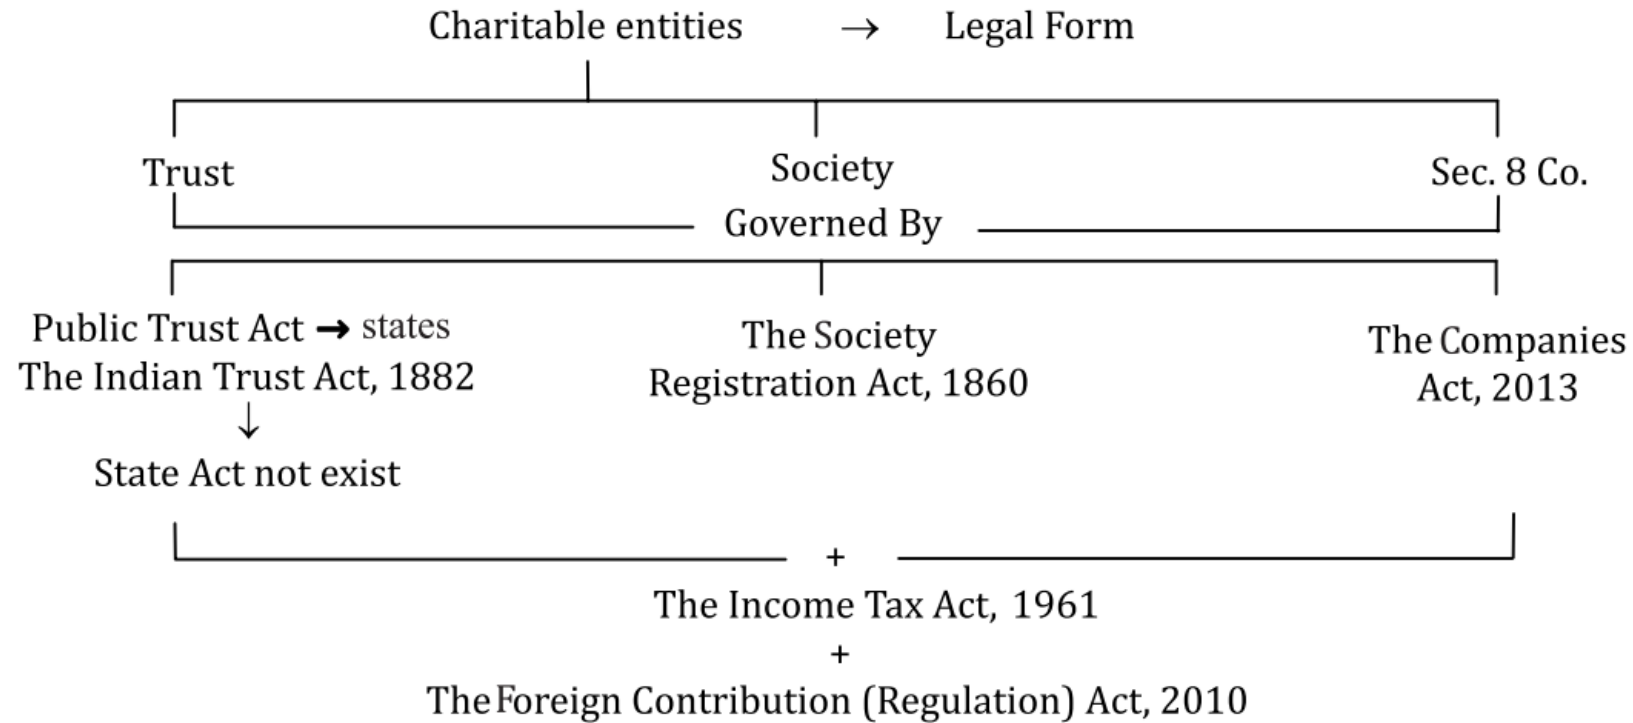 Charitable entities → Legal Form
Trust
Society
Sec. 8 Co.
Governed By
Public Trust Act → states
The Indian Trust Act, 1882
↓
State Act not exist
The Society
Registration Act, 1860
The Companies
Act, 2013
+
The Income Tax Act, 1961
+
The Foreign Contribution (Regulation) Act, 2010